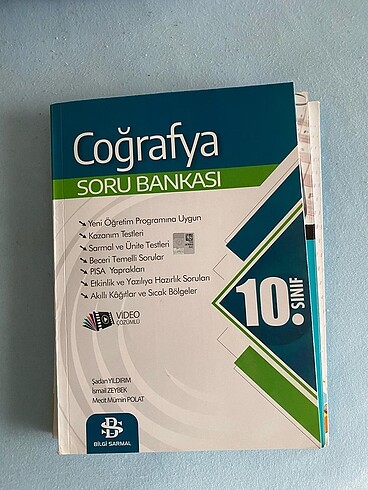 Coğrafya
SORU BANKASI
Yeni Öğretim Programına Uygun
Kazanım Testleri
Sarmal ve Ünite Testleri
Beceri Temelli Sorular
PISA Yaprakları
Etkinlik ve Yazılıya Hazırlık Soruları
Akıllı Kâğıtlar ve Sıcak Bölgeler
10. SINIF
VIDEO
ÇÖZÜMLÜ
Şadan YILDIRIM
İsmail ZEYBEK
Mecit Mümin POLAT
BS
BİLGİ SARMAL